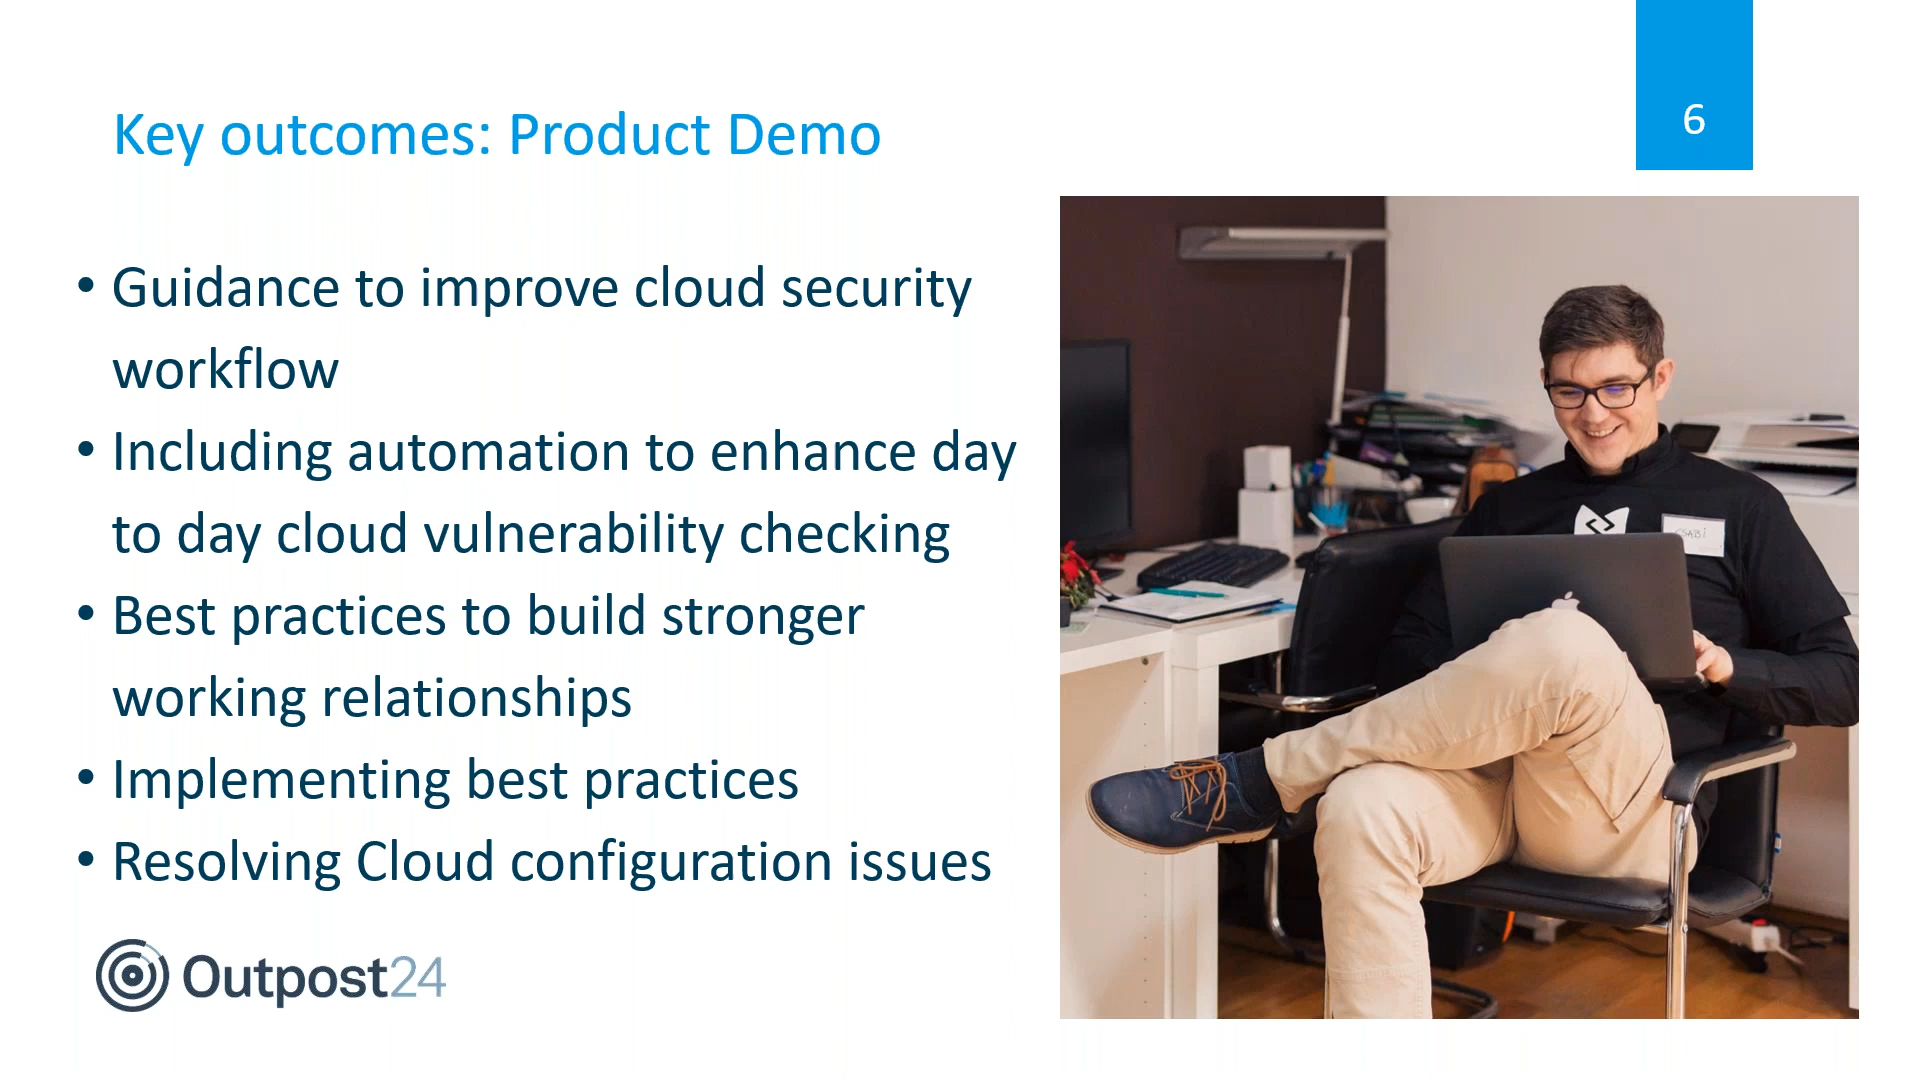 Key outcomes: Product Demo
6
• Guidance to improve cloud security
workflow
• Including automation to enhance day
to day cloud vulnerability checking
• Best practices to build stronger
working relationships
• Implementing best practices
• Resolving Cloud configuration issues
Outpost24
CSABI